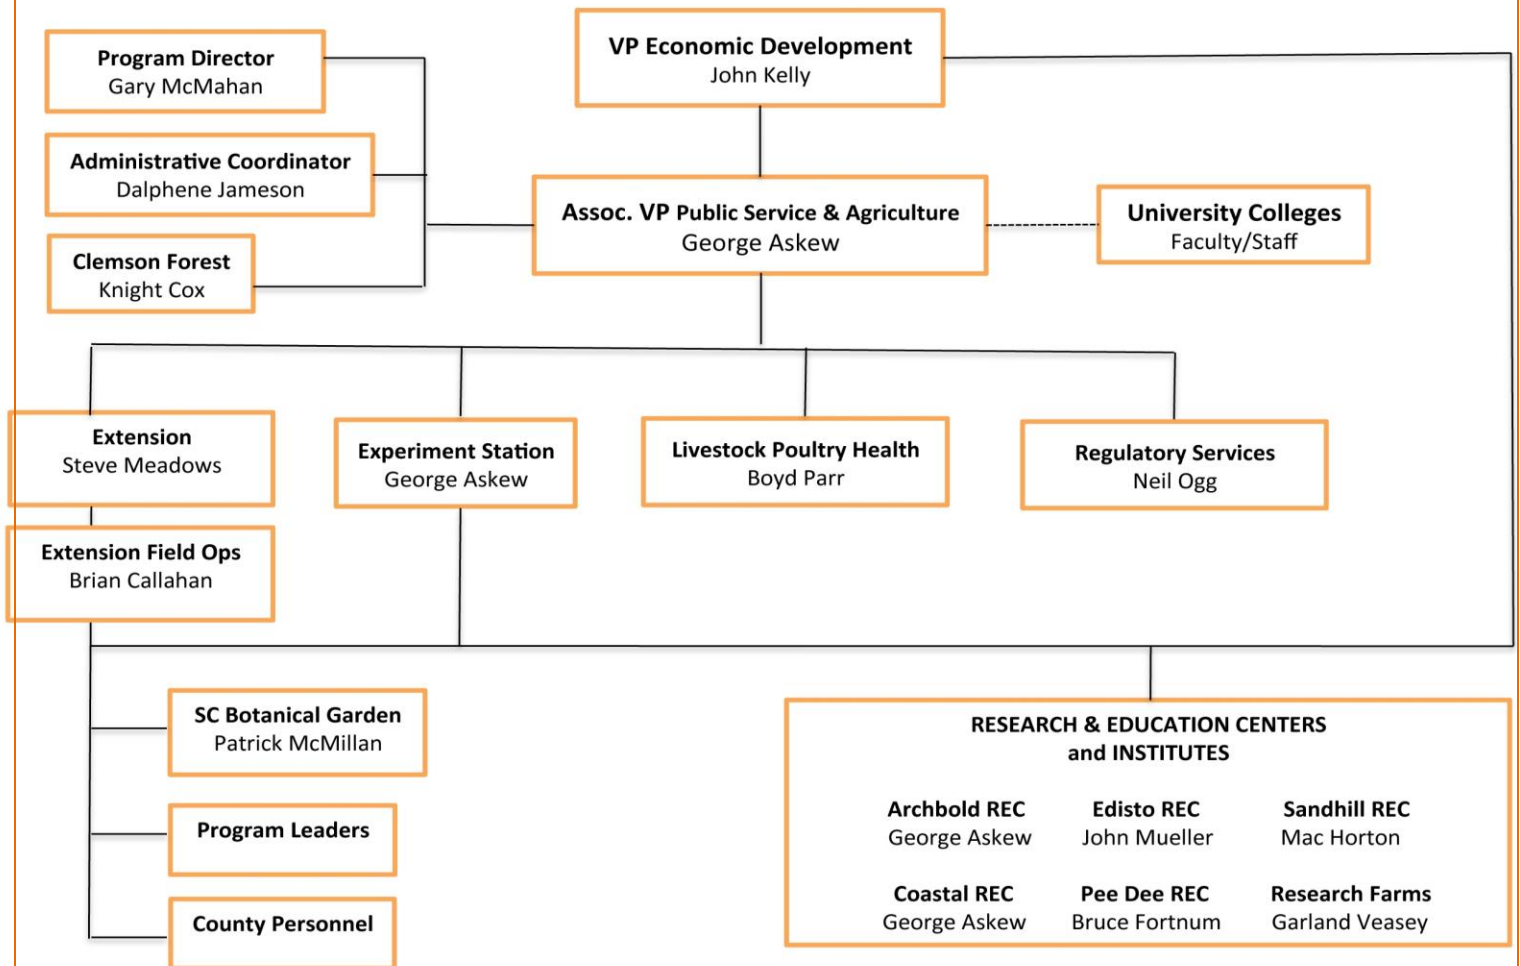 Program Director
Gary McMahan
VP Economic Development
John Kelly
Administrative Coordinator
Dalphene Jameson
Assoc. VP Public Service & Agriculture
George Askew
University Colleges
Faculty/Staff
Clemson Forest
Knight Cox
Extension
Steve Meadows
Experiment Station
George Askew
Livestock Poultry Health
Boyd Parr
Regulatory Services
Neil Ogg
Extension Field Ops
Brian Callahan
SC Botanical Garden
Patrick McMillan
Program Leaders
County Personnel
RESEARCH & EDUCATION CENTERS
and INSTITUTES
Archbold REC
George Askew
Edisto REC
John Mueller
Sandhill REC
Mac Horton
Coastal REC
George Askew
Pee Dee REC
Bruce Fortnum
Research Farms
Garland Veasey